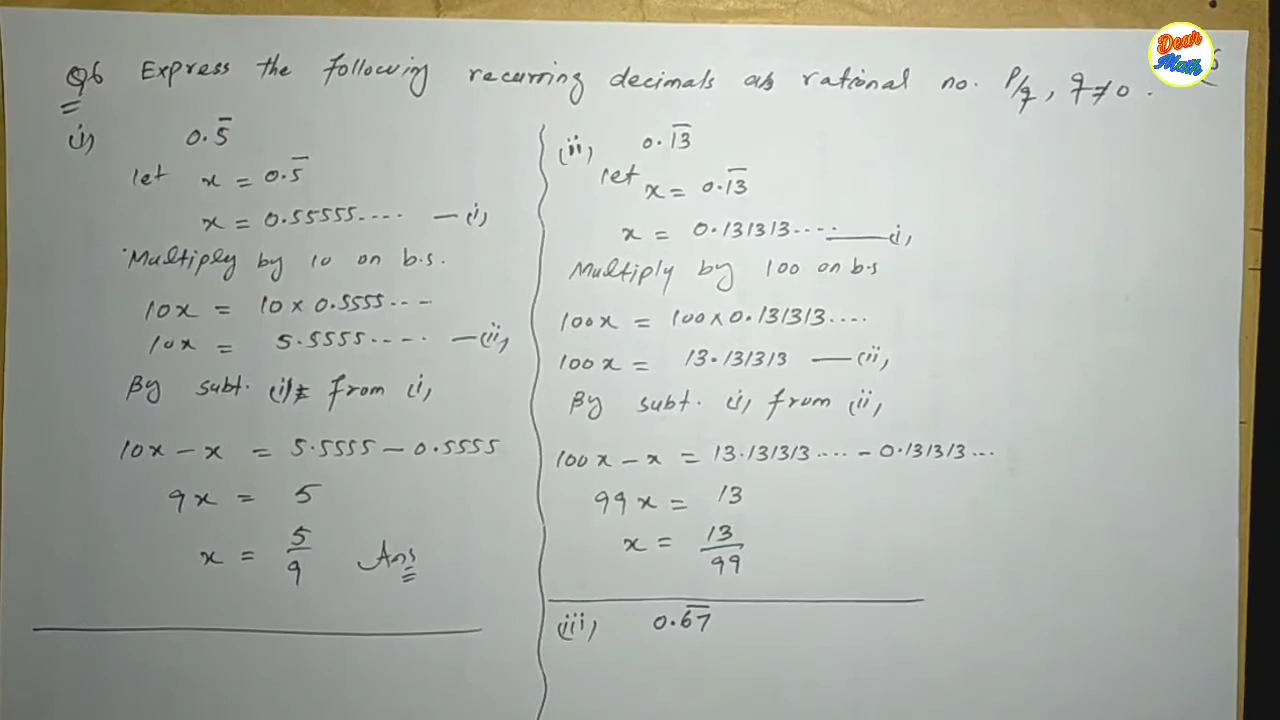 Dear Math
Q6 Express the following recurring decimals as rational no. P/q, q≠0.
(i) 0.5̅
let x = 0.5̅
x = 0.55555.... — (i)
Multiply by 10 on b.s.
10x = 10 × 0.5555....
10x = 5.5555..... — (ii)
By subt. (ii) from (i)
10x − x = 5.5555 − 0.5555
9x = 5
x = 5/9 Ans
(ii) 0.1̅3̅
let x = 0.1̅3̅
x = 0.131313..... — (i)
Multiply by 100 on b.s
100x = 100×0.131313....
100x = 13.131313 — (ii)
By subt. (i) from (ii)
100x − x = 13.131313.... − 0.131313...
99x = 13
x = 13/99
(iii) 0.6̅7̅